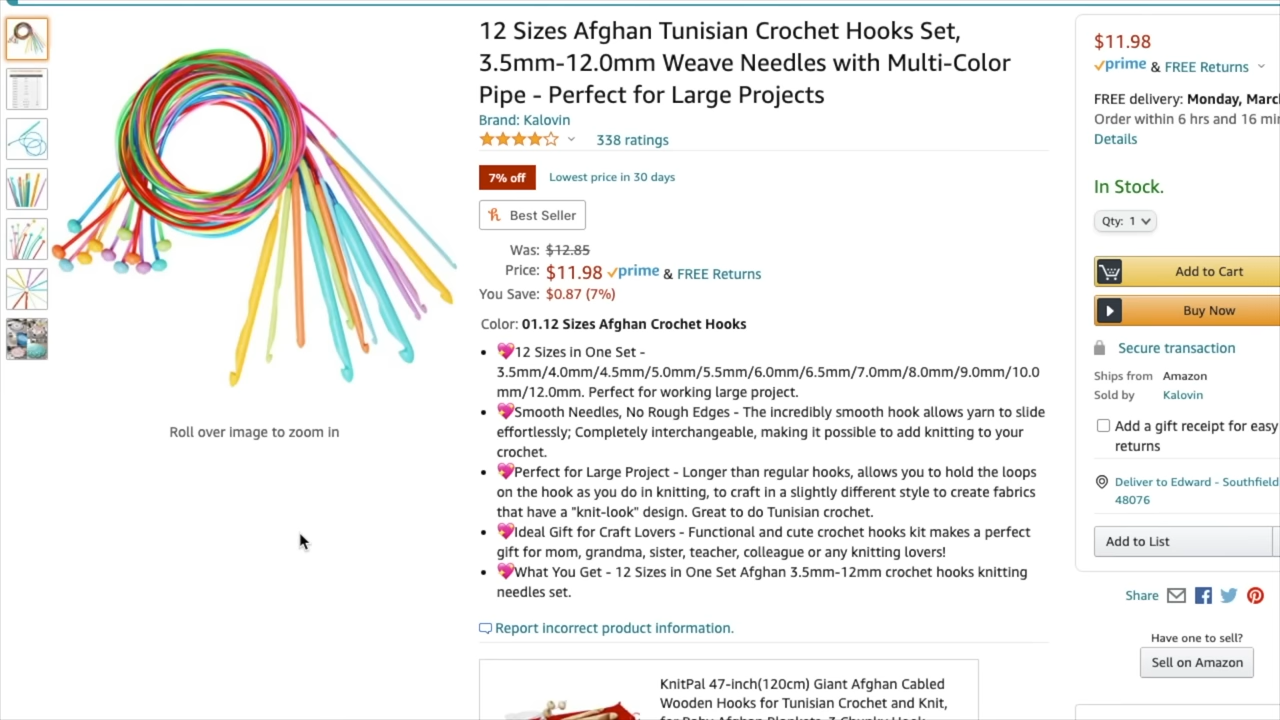 12 Sizes Afghan Tunisian Crochet Hooks Set,
3.5mm-12.0mm Weave Needles with Multi-Color
Pipe - Perfect for Large Projects
Brand: Kalovin
338 ratings
7% off
Lowest price in 30 days
Best Seller
Was: $12.85
Price: $11.98 prime & FREE Returns
You Save: $0.87 (7%)
Color: 01.12 Sizes Afghan Crochet Hooks
• 💖12 Sizes in One Set -
3.5mm/4.0mm/4.5mm/5.0mm/5.5mm/6.0mm/6.5mm/7.0mm/8.0mm/9.0mm/10.0
mm/12.0mm. Perfect for working large project.
• 💖Smooth Needles, No Rough Edges - The incredibly smooth hook allows yarn to slide
effortlessly; Completely interchangeable, making it possible to add knitting to your
crochet.
• 💖Perfect for Large Project - Longer than regular hooks, allows you to hold the loops
on the hook as you do in knitting, to craft in a slightly different style to create fabrics
that have a "knit-look" design. Great to do Tunisian crochet.
• 💖Ideal Gift for Craft Lovers - Functional and cute crochet hooks kit makes a perfect
gift for mom, grandma, sister, teacher, colleague or any knitting lovers!
• 💖What You Get - 12 Sizes in One Set Afghan 3.5mm-12mm crochet hooks knitting
needles set.
Report incorrect product information.
KnitPal 47-inch(120cm) Giant Afghan Cabled
Wooden Hooks for Tunisian Crochet and Knit,
Roll over image to zoom in
$11.98
prime & FREE Returns
FREE delivery: Monday, Marc
Order within 6 hrs and 16 min
Details
In Stock.
Qty: 1
Add to Cart
Buy Now
Secure transaction
Ships from Amazon
Sold by Kalovin
Add a gift receipt for easy
returns
Deliver to Edward - Southfield
48076
Add to List
Share
Have one to sell?
Sell on Amazon